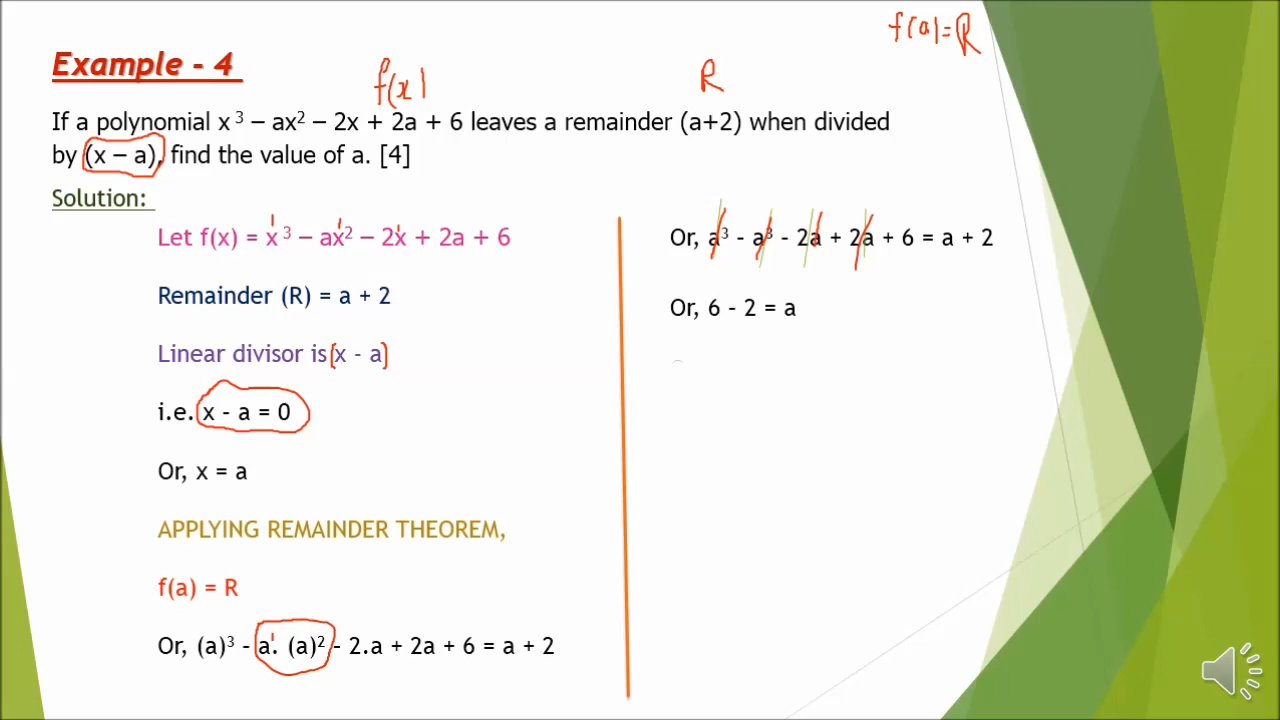 f(a)=R
Example - 4
f(x)
R
If a polynomial x³ – ax² – 2x + 2a + 6 leaves a remainder (a+2) when divided
by (x – a), find the value of a. [4]
Solution:
Let f(x) = x³ – ax² – 2x + 2a + 6
Remainder (R) = a + 2
Linear divisor is (x - a)
i.e. x - a = 0
Or, x = a
APPLYING REMAINDER THEOREM,
f(a) = R
Or, (a)³ - a. (a)² - 2.a + 2a + 6 = a + 2
Or, a³ - a³ - 2a + 2a + 6 = a + 2
Or, 6 - 2 = a